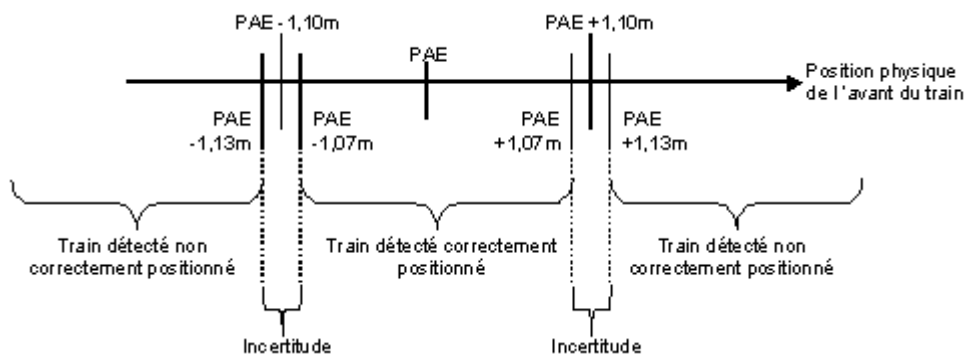 PAE - 1,10m
PAE +1,10m
PAE
Position physique
de l'avant du train
PAE
-1,13m
PAE
-1,07m
PAE
+1,07m
PAE
+1,13m
Train détecté non
correctement positionné
Train détecté correctement
positionné
Train détecté non
correctement positionné
Incertitude
Incertitude